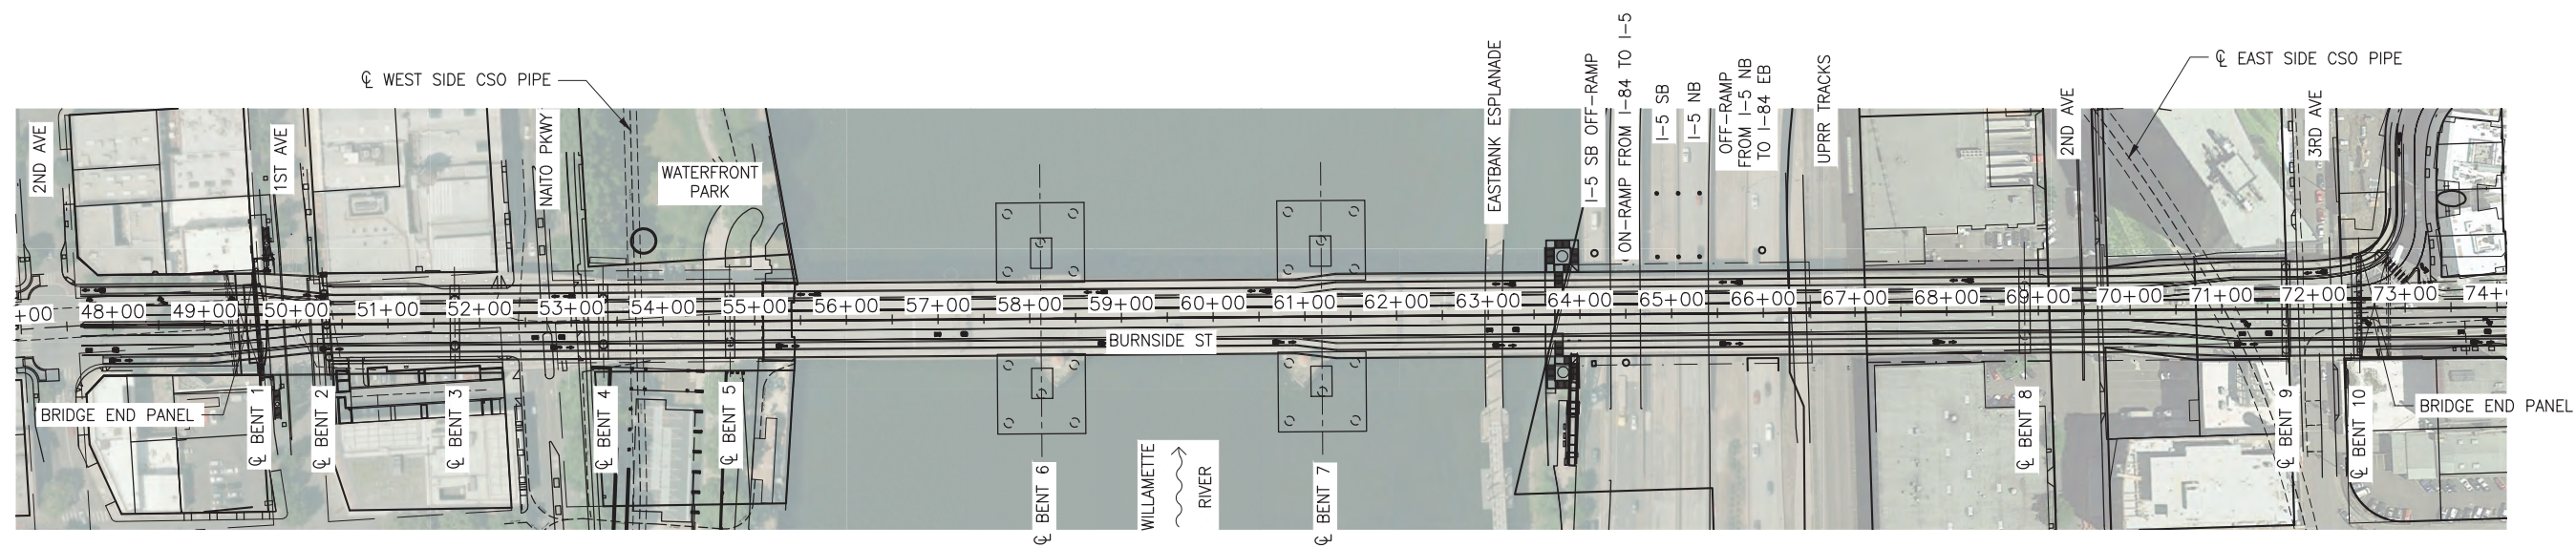 ℄ WEST SIDE CSO PIPE
℄ EAST SIDE CSO PIPE
2ND AVE
1ST AVE
NAITO PKWY
WATERFRONT
PARK
EASTBANK ESPLANADE
I-5 SB OFF-RAMP
ON-RAMP FROM I-84 TO I-5
I-5 SB
I-5 NB
OFF-RAMP
FROM I-5 NB
TO I-84 EB
UPRR TRACKS
2ND AVE
3RD AVE
+00 48+00 49+00 50+00 51+00 52+00 53+00 54+00 55+00 56+00 57+00 58+00 59+00 60+00 61+00 62+00 63+00 64+00 65+00 66+00 67+00 68+00 69+00 70+00 71+00 72+00 73+00 74+
BURNSIDE ST
BRIDGE END PANEL
℄ BENT 1
℄ BENT 2
℄ BENT 3
℄ BENT 4
℄ BENT 5
℄ BENT 6
WILLAMETTE
RIVER
℄ BENT 7
℄ BENT 8
℄ BENT 9
℄ BENT 10
BRIDGE END PANEL